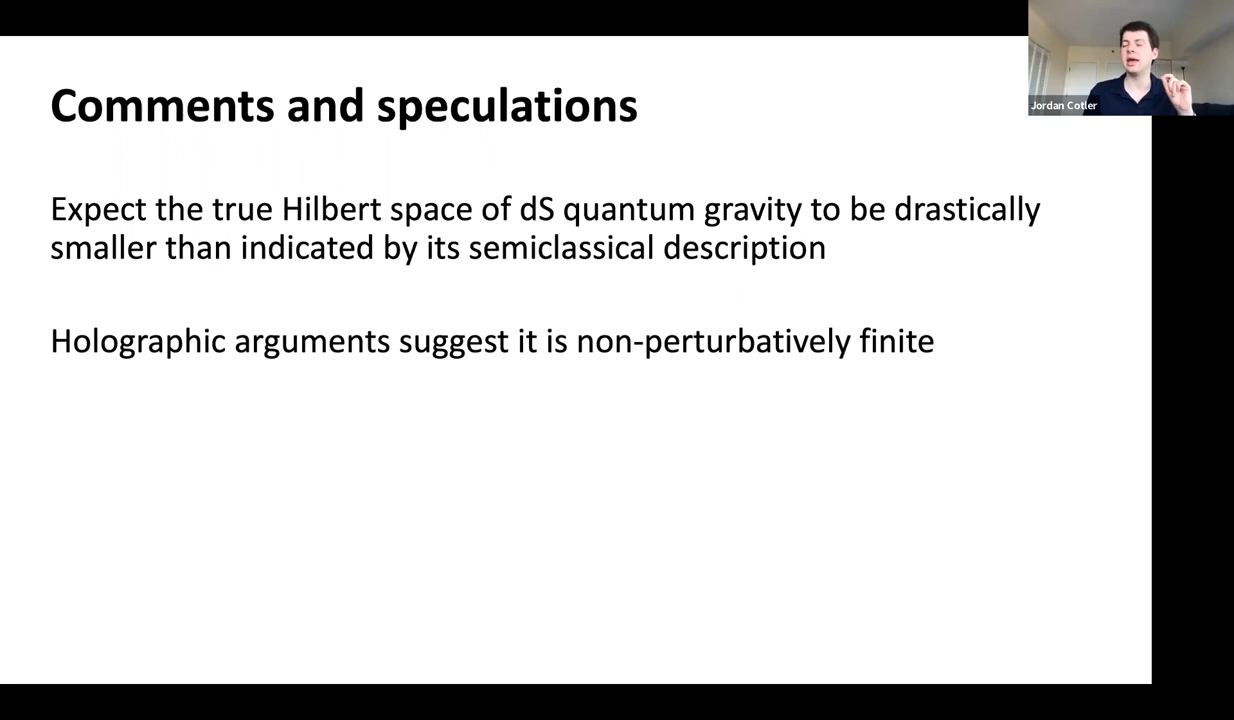 Comments and speculations
Jordan Cotler
Expect the true Hilbert space of dS quantum gravity to be drastically
smaller than indicated by its semiclassical description
Holographic arguments suggest it is non-perturbatively finite